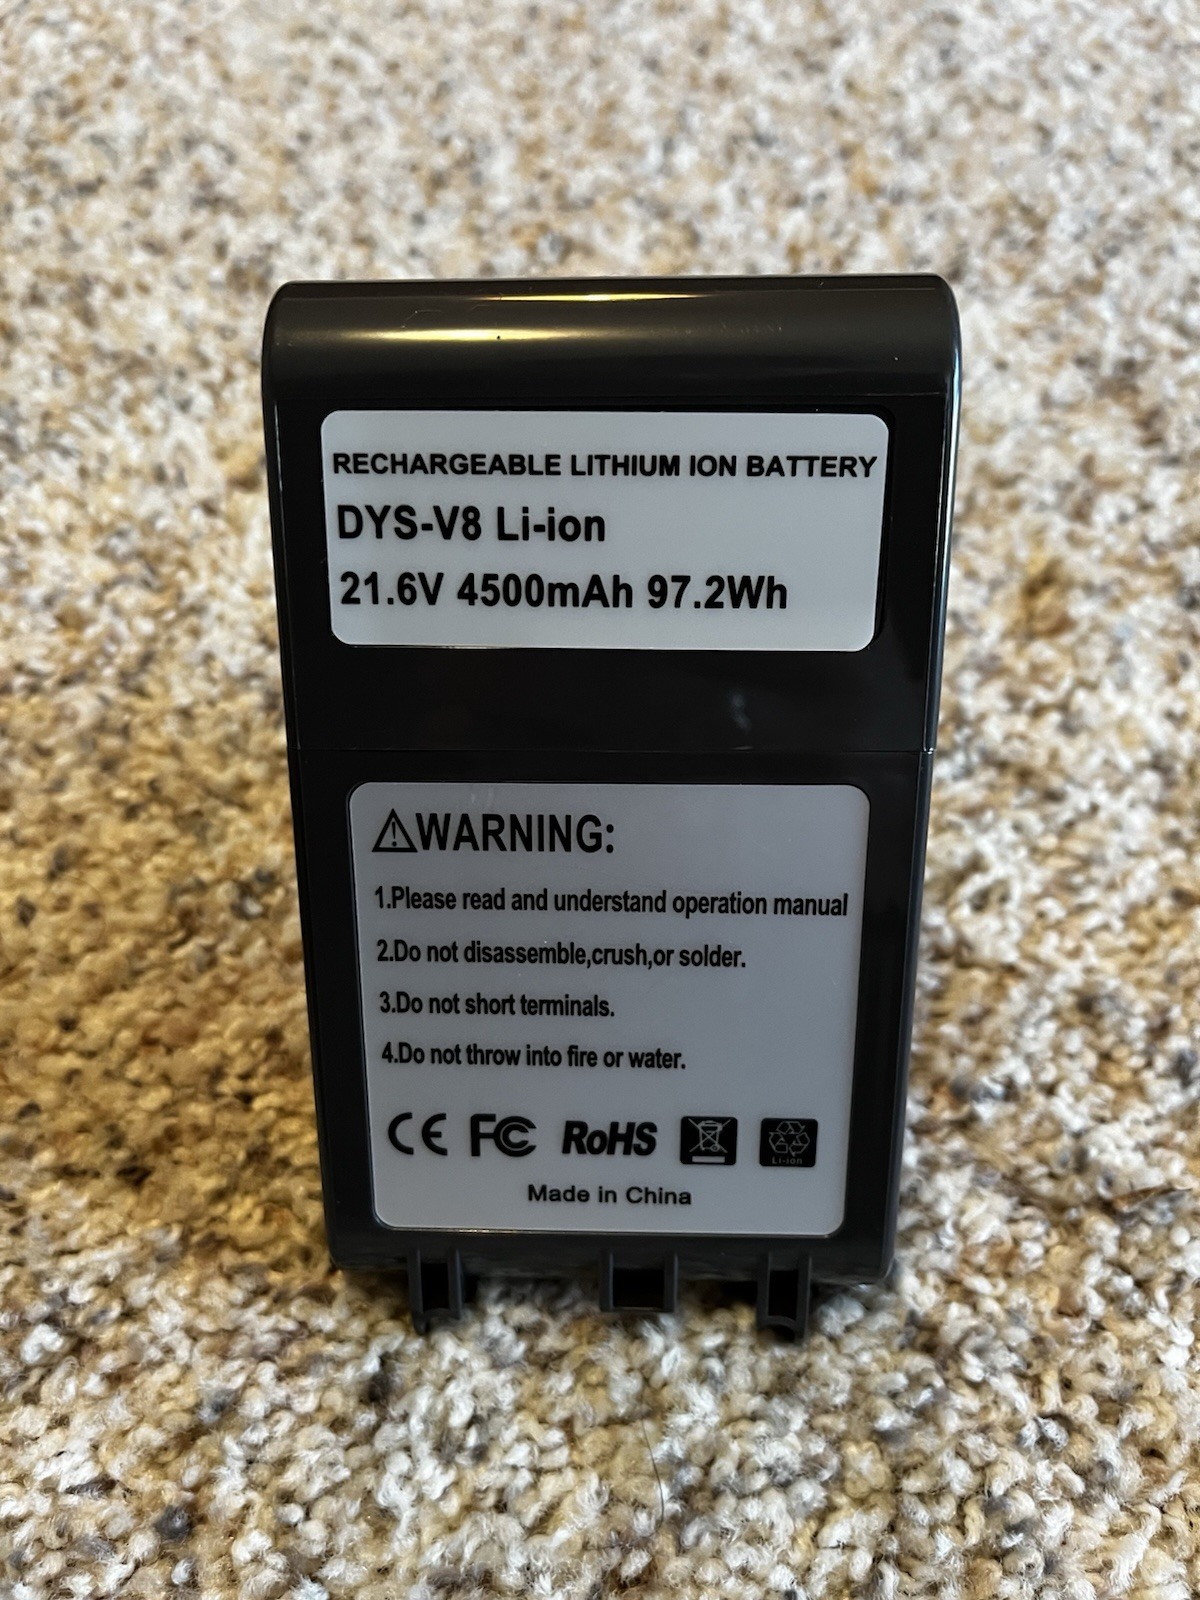 RECHARGEABLE LITHIUM ION BATTERY
DYS-V8 Li-ion
21.6V 4500mAh 97.2Wh
WARNING:
1.Please read and understand operation manual
2.Do not disassemble,crush,or solder.
3.Do not short terminals.
4.Do not throw into fire or water.
CE FC RoHS
Li-ion
Made in China